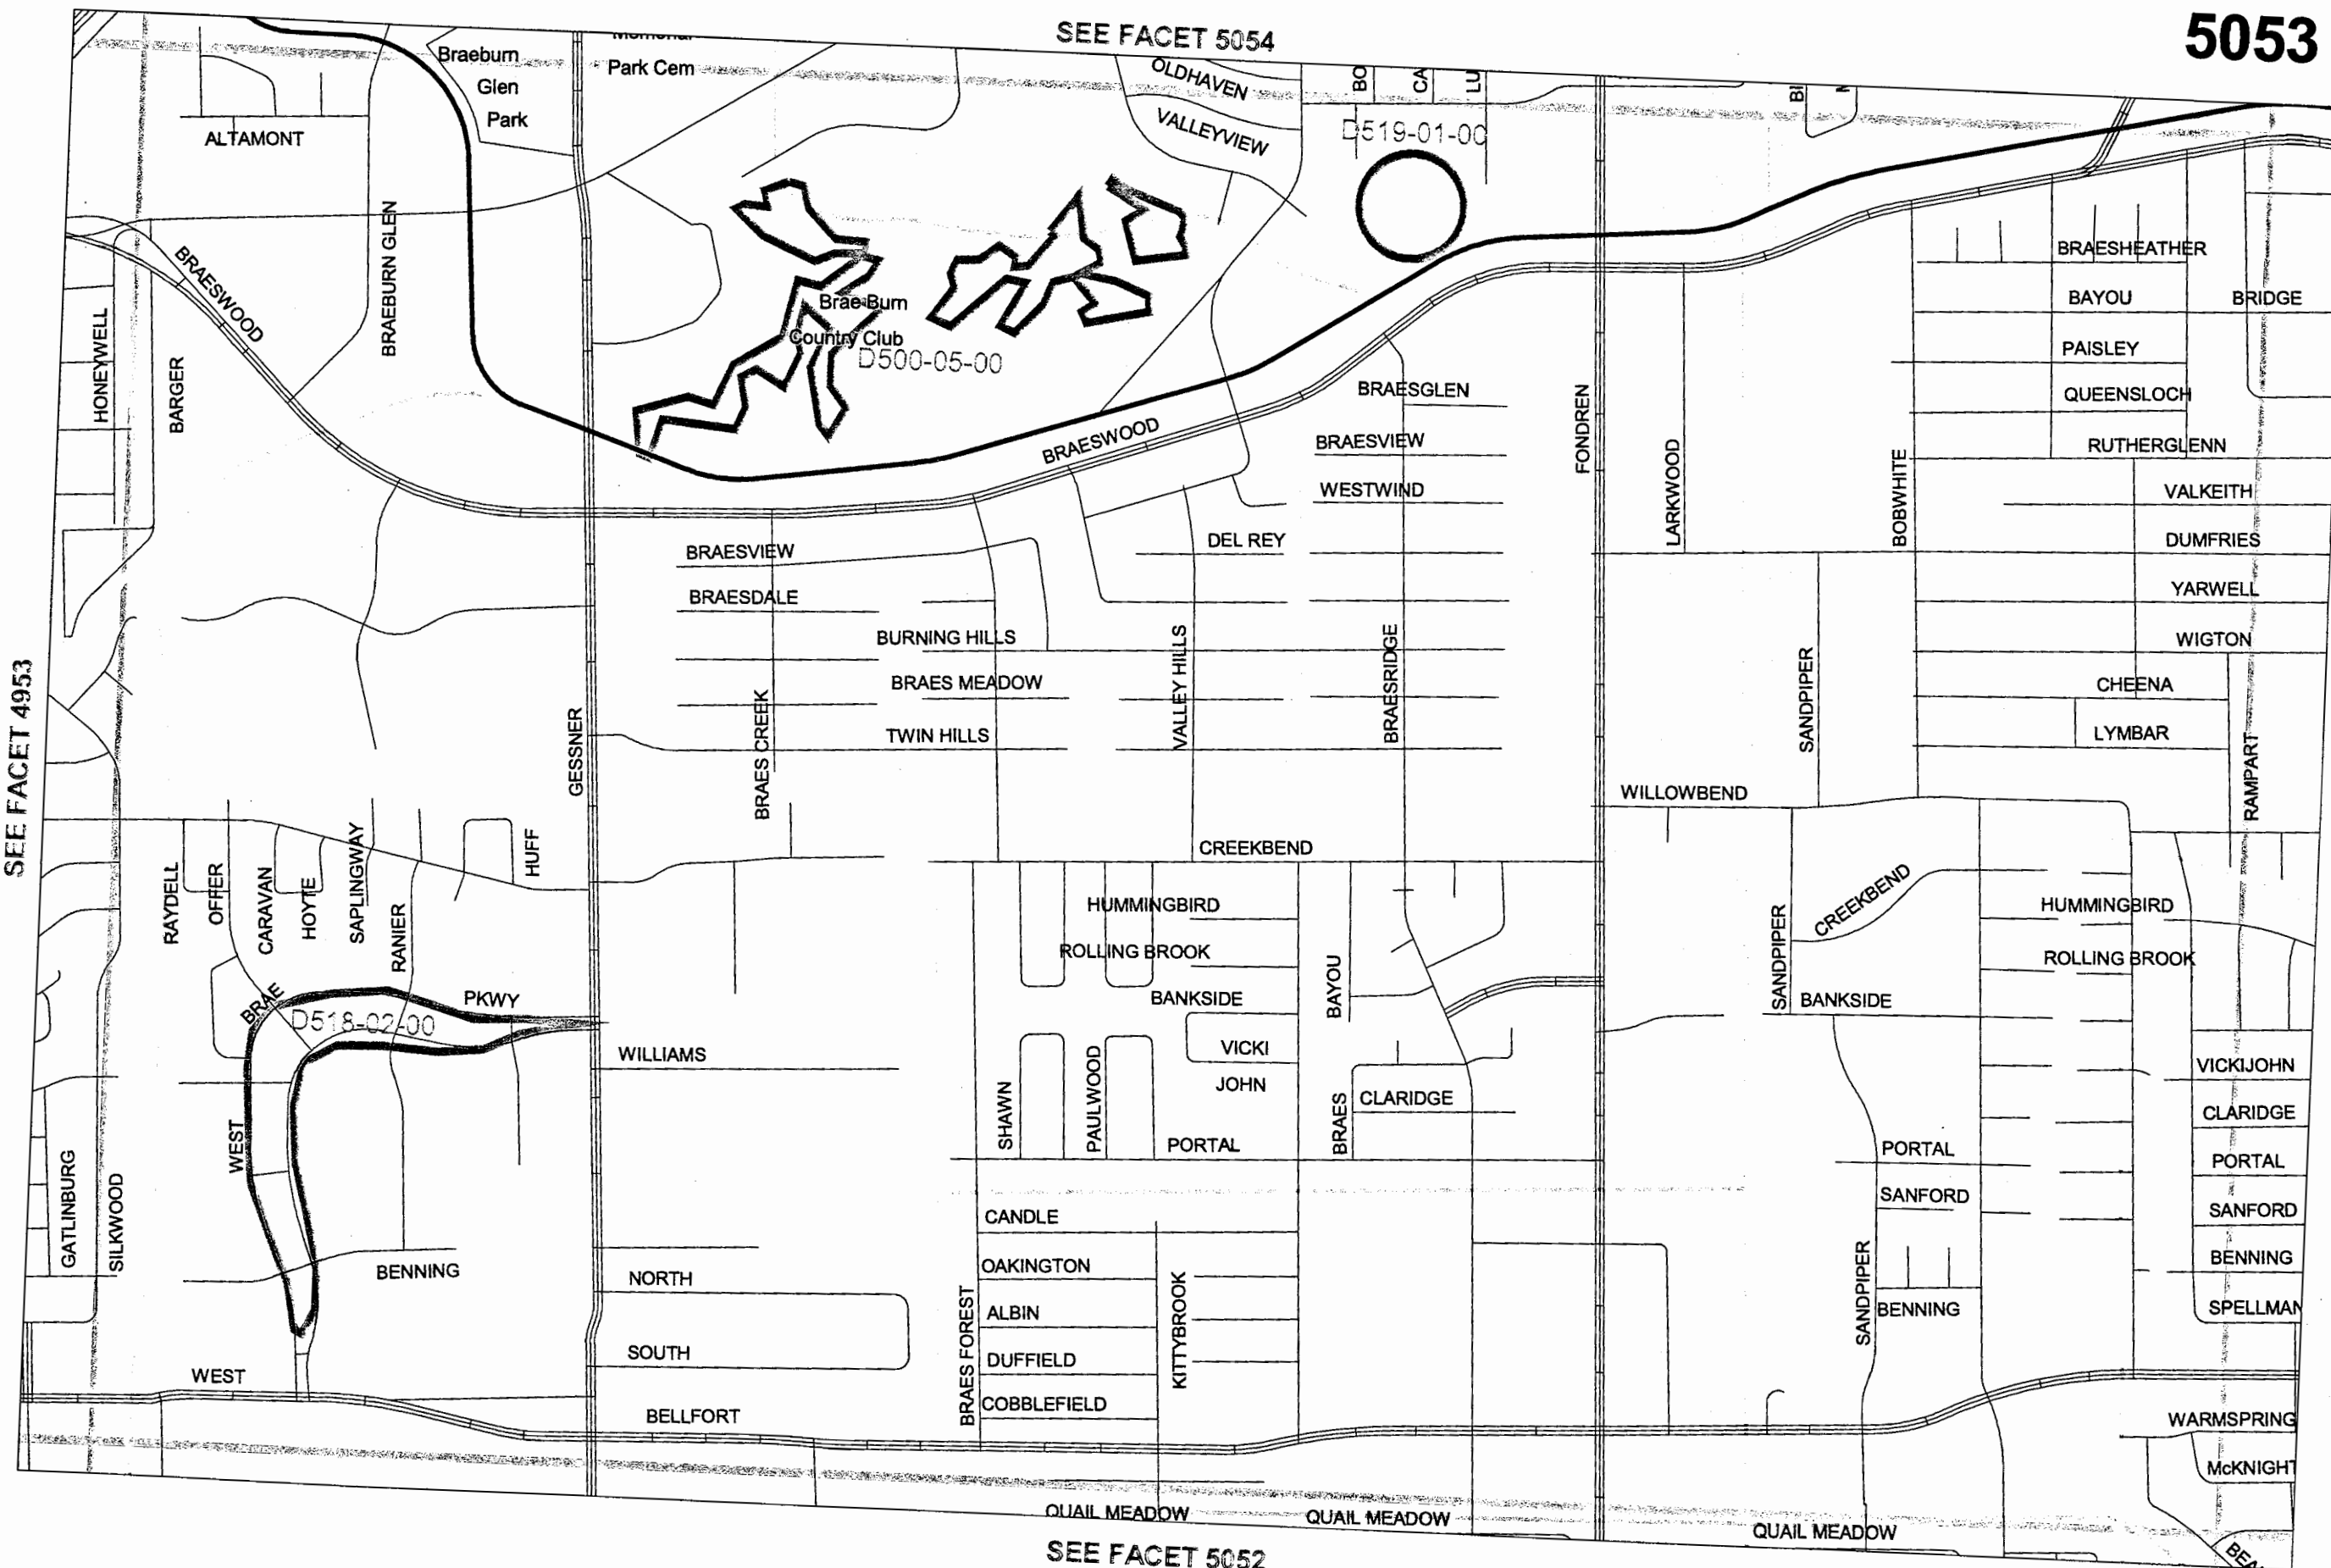 5053
SEE FACET 5054
Braeburn
Glen
Park
Memorial
Park Cem
OLDHAVEN
VALLEYVIEW
BO
CA
LU
D519-01-00
ALTAMONT
BRAESWOOD
BRAEBURN GLEN
HONEYWELL
BARGER
Brae-Burn
Country Club
D500-05-00
BRAESWOOD
BRAESGLEN
BRAESVIEW
WESTWIND
DEL REY
FONDREN
LARKWOOD
BOBWHITE
BRAESHEATHER
BAYOU
BRIDGE
PAISLEY
QUEENSLOCH
RUTHERGLENN
VALKEITH
DUMFRIES
YARWELL
WIGTON
CHEENA
LYMBAR
RAMPART
SEE FACET 4953
GESSNER
BRAESVIEW
BRAESDALE
BURNING HILLS
BRAES MEADOW
TWIN HILLS
BRAES CREEK
VALLEY HILLS
BRAESRIDGE
SANDPIPER
WILLOWBEND
CREEKBEND
RAYDELL
OFFER
CARAVAN
HOYTE
SAPLINGWAY
RANIER
HUFF
HUMMINGBIRD
ROLLING BROOK
BANKSIDE
VICKI
JOHN
BAYOU
BRAES
CLARIDGE
PORTAL
SHAWN
PAULWOOD
SANDPIPER
CREEKBEND
BANKSIDE
HUMMINGBIRD
ROLLING BROOK
VICKIJOHN
CLARIDGE
PORTAL
SANFORD
BENNING
SPELLMAN
BRAE
PKWY
D518-02-00
WEST
WILLIAMS
GATLINBURG
SILKWOOD
BENNING
NORTH
SOUTH
CANDLE
OAKINGTON
ALBIN
DUFFIELD
COBBLEFIELD
BRAES FOREST
KITTYBROOK
PORTAL
SANFORD
SANDPIPER
BENNING
WEST
BELLFORT
WARMSPRING
McKNIGHT
QUAIL MEADOW
QUAIL MEADOW
QUAIL MEADOW
SEE FACET 5052